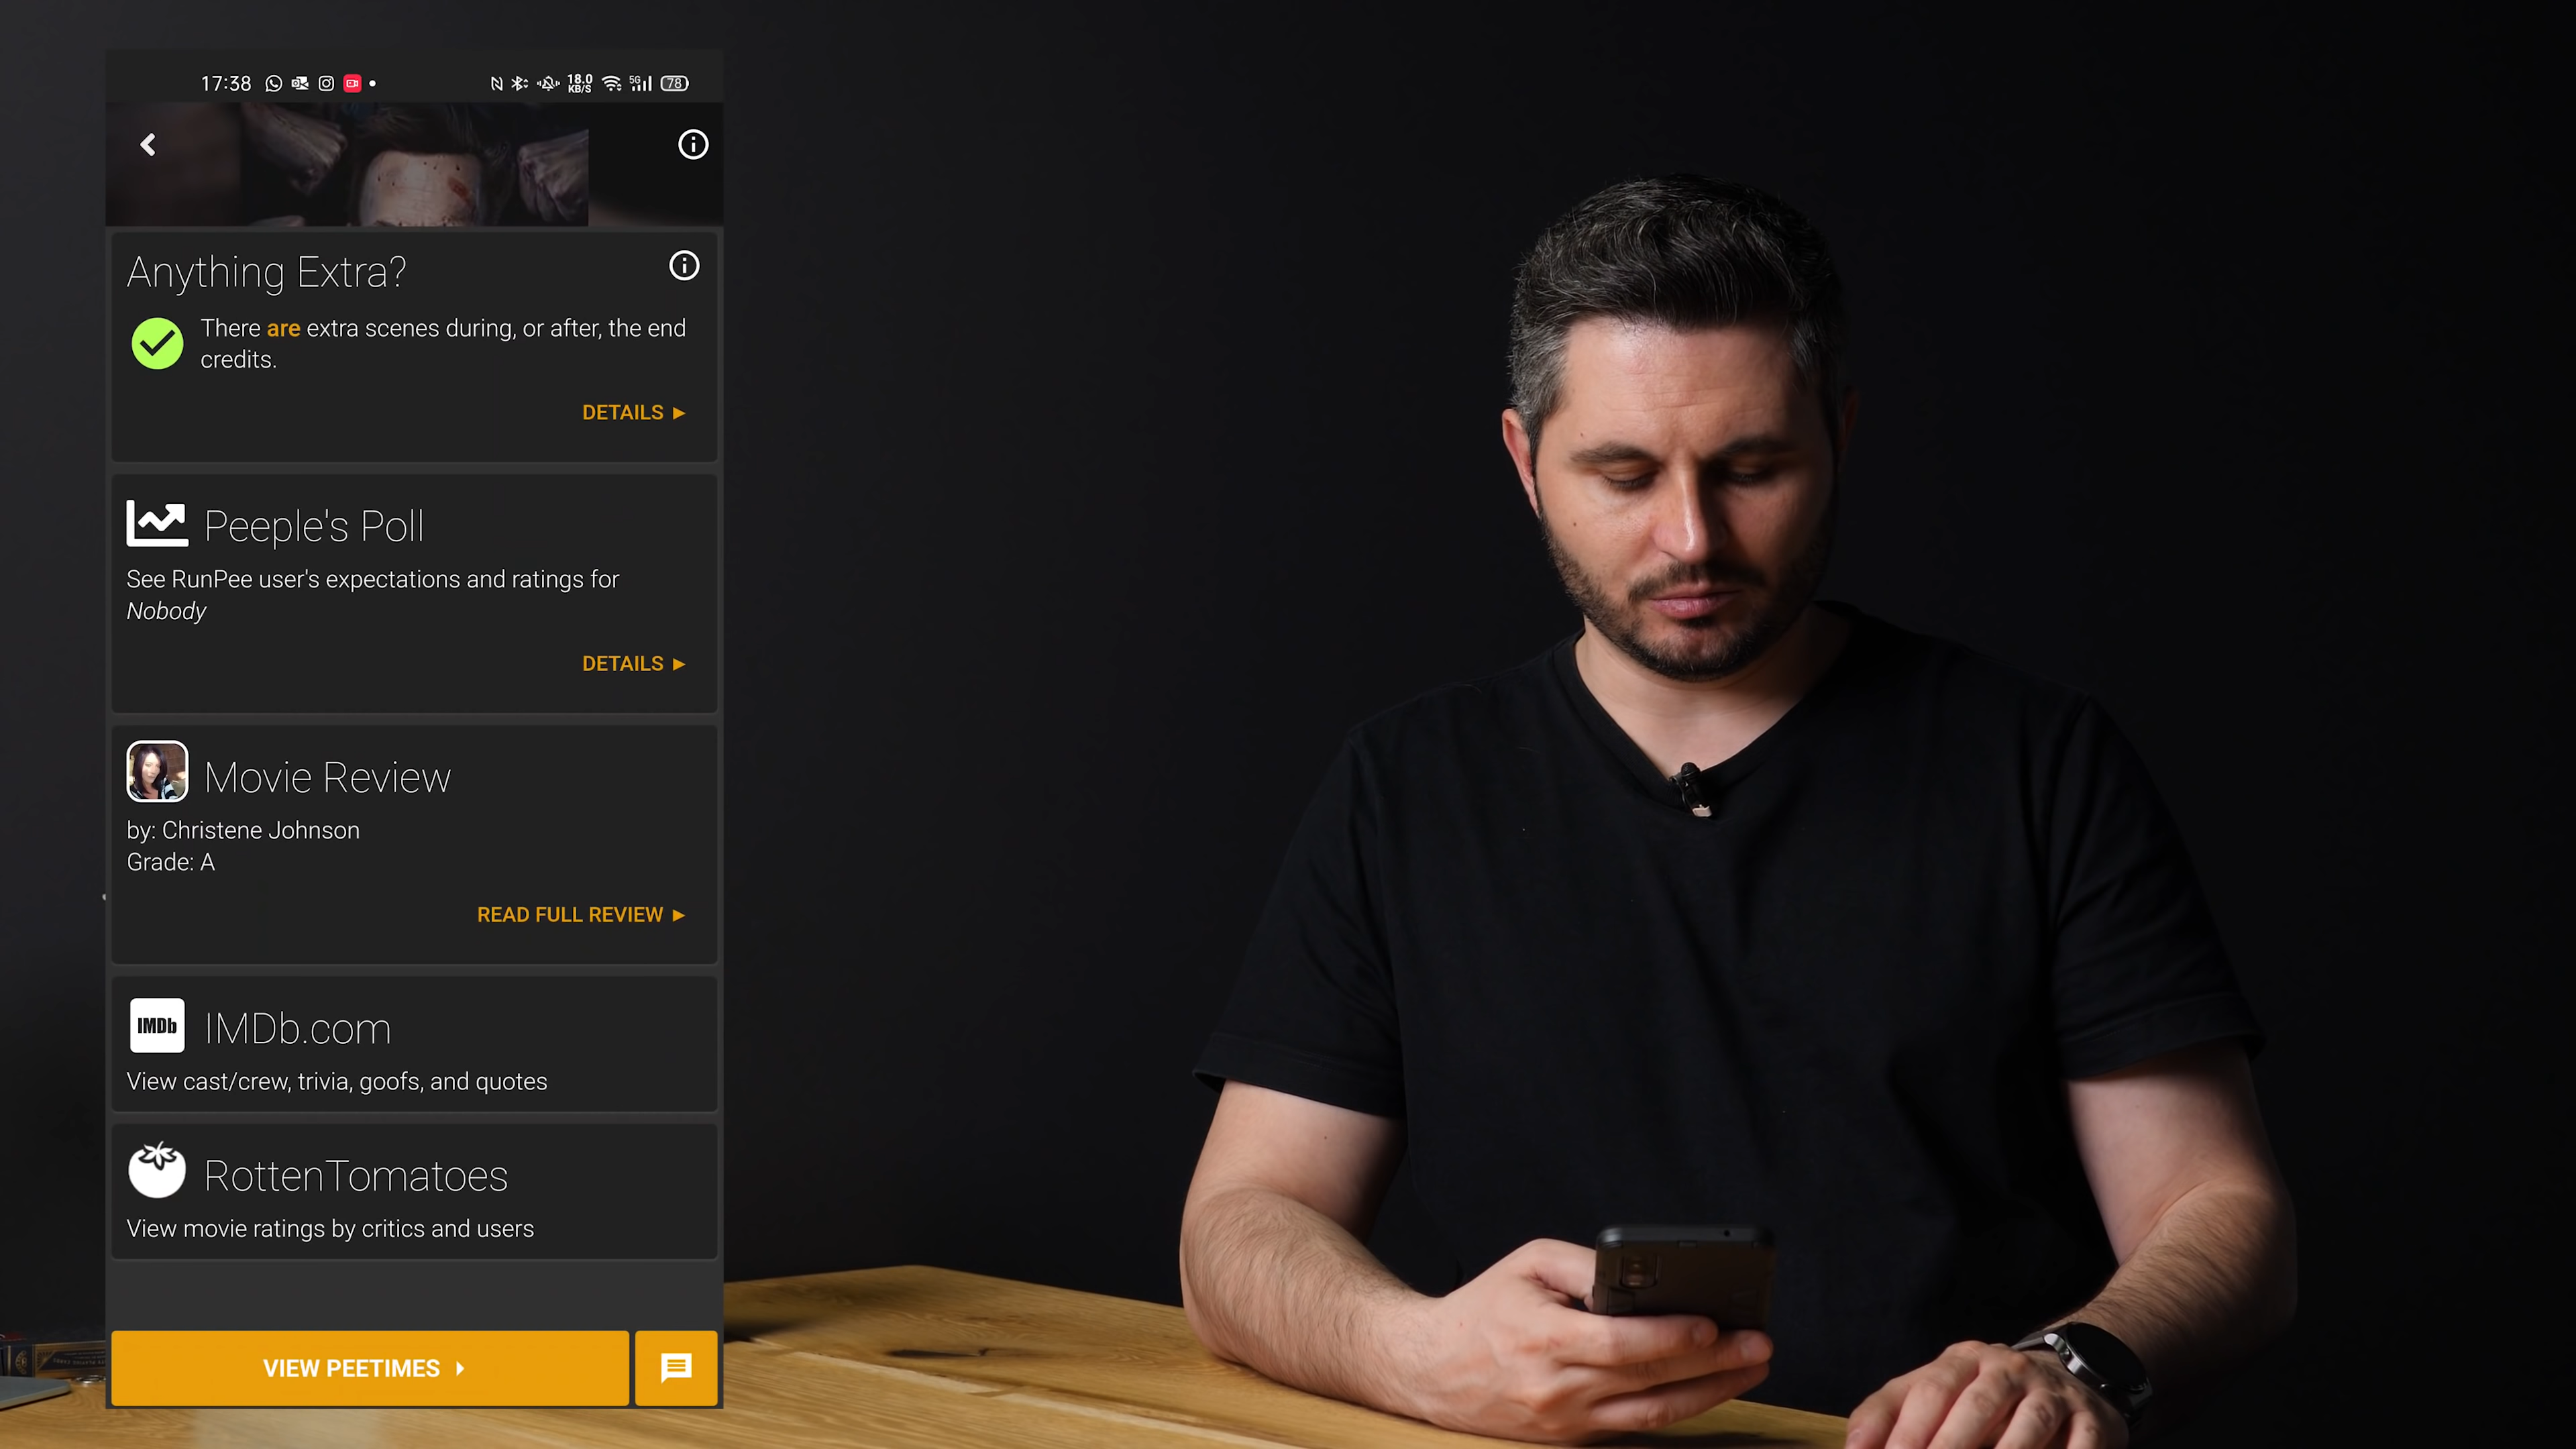 17:38
18.0
KB/S
5G
78
Anything Extra?
There are extra scenes during, or after, the end
credits.
DETAILS ►
Peeple's Poll
See RunPee user's expectations and ratings for
Nobody
DETAILS ►
Movie Review
by: Christene Johnson
Grade: A
READ FULL REVIEW ►
IMDb
IMDb.com
View cast/crew, trivia, goofs, and quotes
RottenTomatoes
View movie ratings by critics and users
VIEW PEETIMES